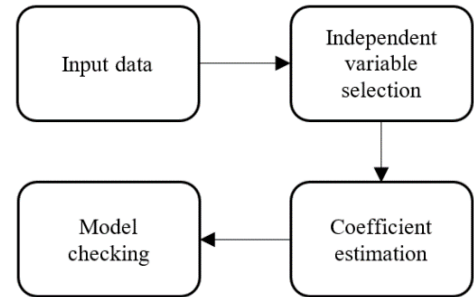 Input data
Independent
variable
selection
Coefficient
estimation
Model
checking